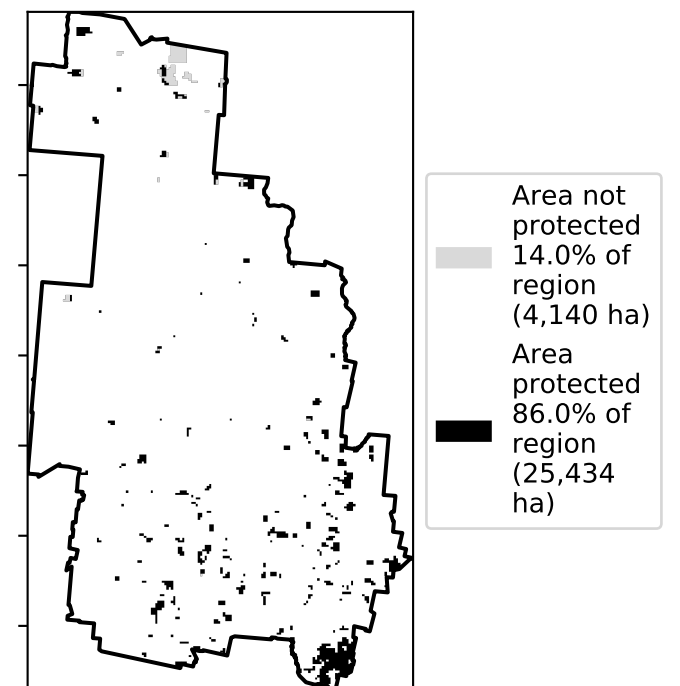 Area not
protected
14.0% of
region
(4,140 ha)
Area
protected
86.0% of
region
(25,434
ha)